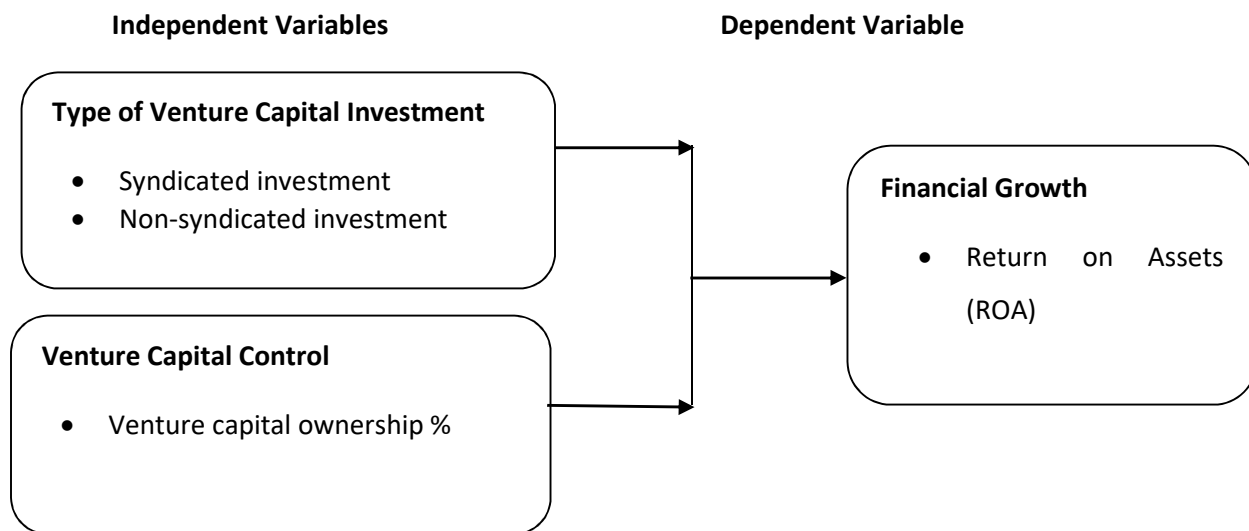 Independent Variables
Dependent Variable
Type of Venture Capital Investment
• Syndicated investment
• Non-syndicated investment
Venture Capital Control
• Venture capital ownership %
Financial Growth
• Return on Assets
(ROA)